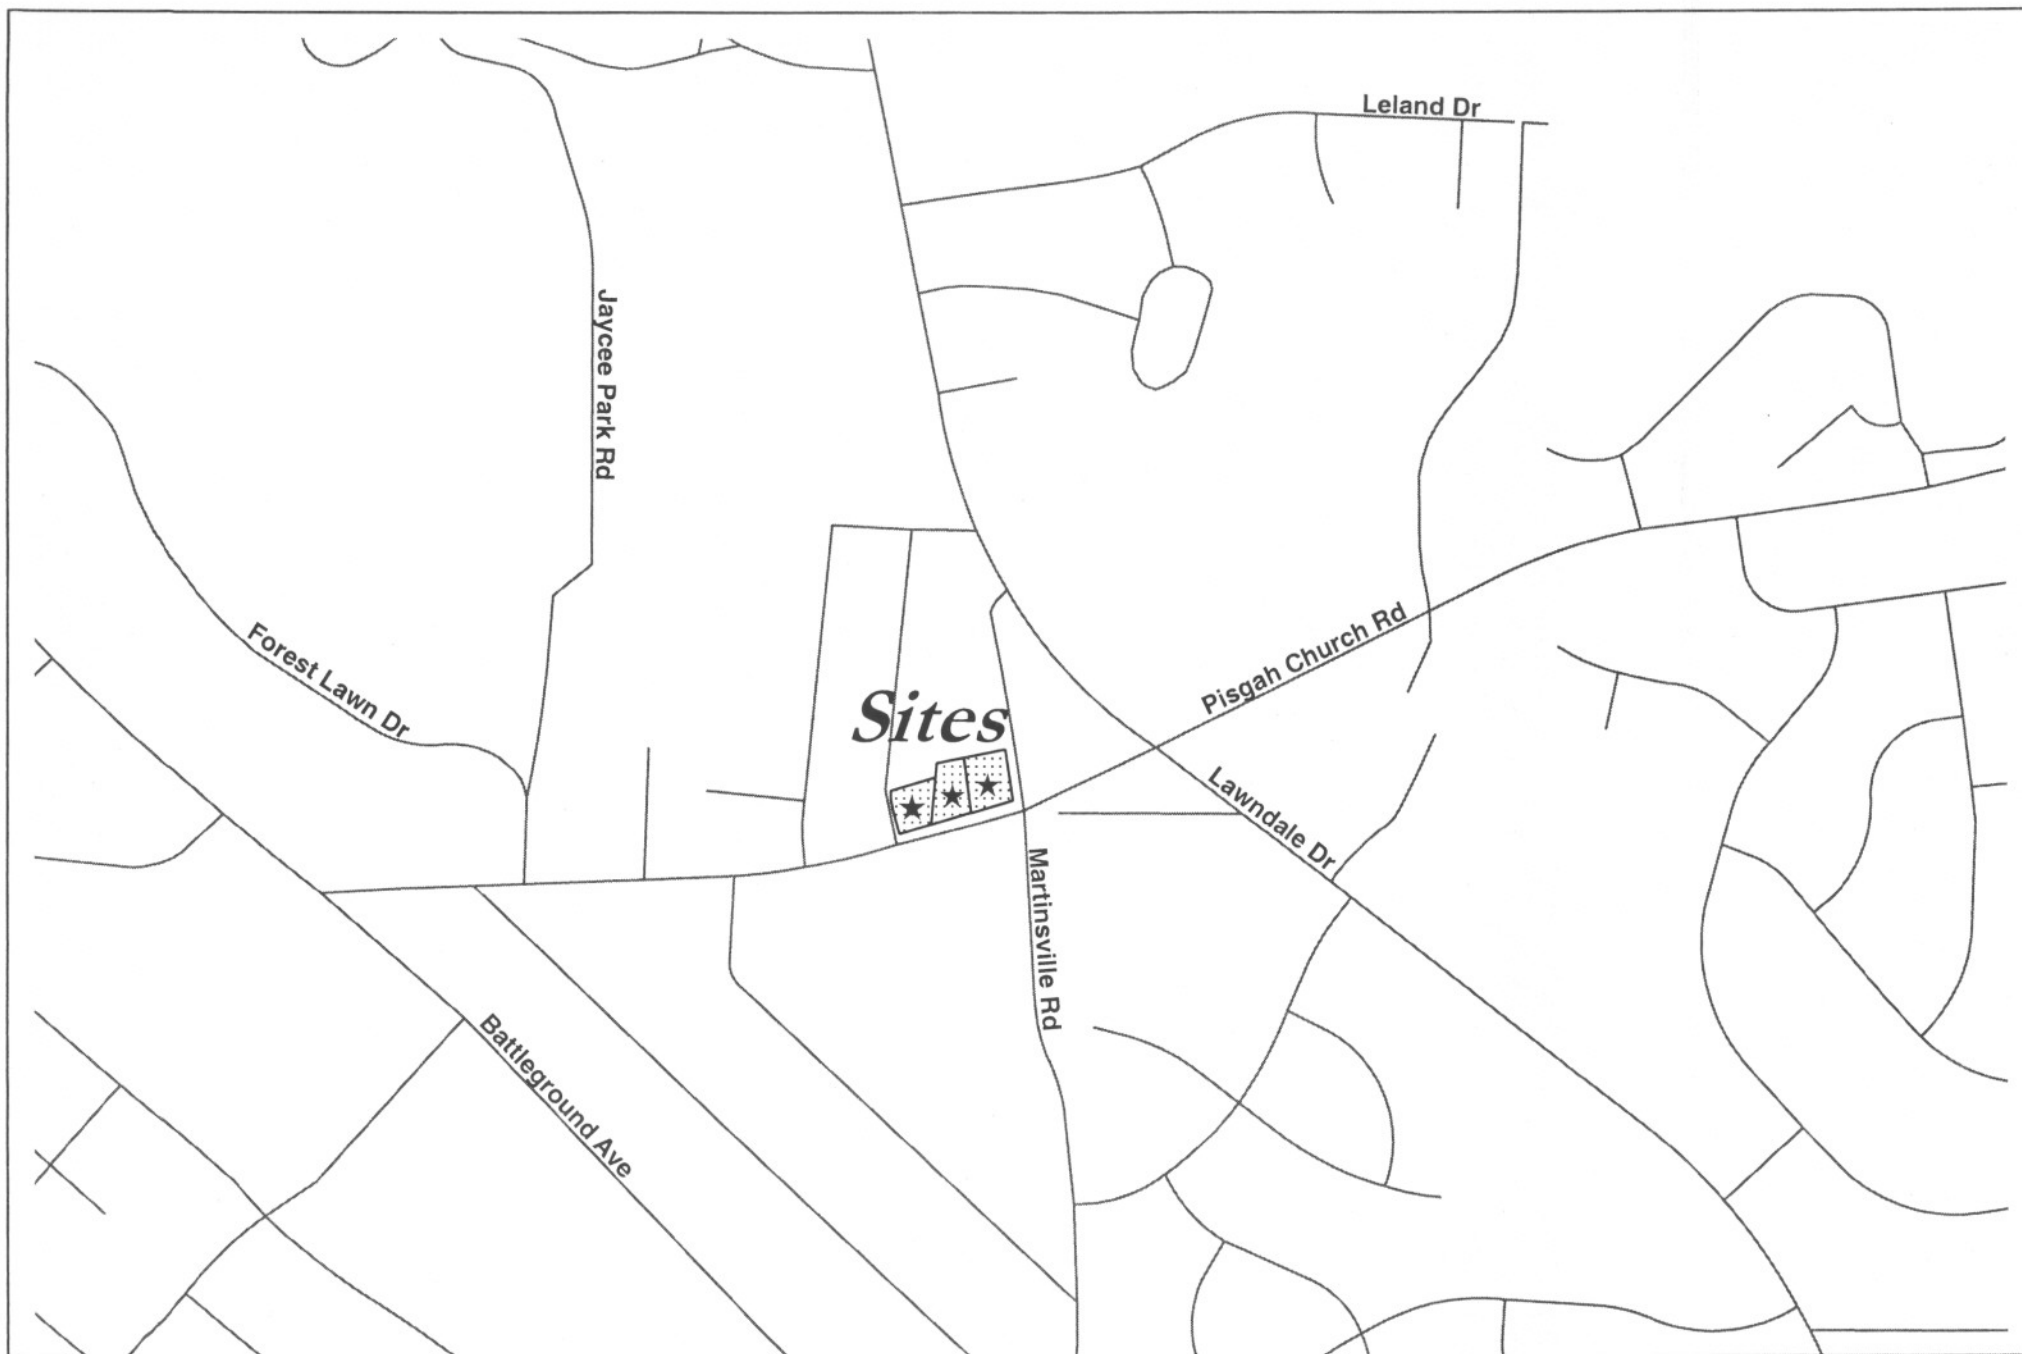 Leland Dr
Jaycee Park Rd
Forest Lawn Dr
Pisgah Church Rd
Sites
Lawndale Dr
Martinsville Rd
Battleground Ave